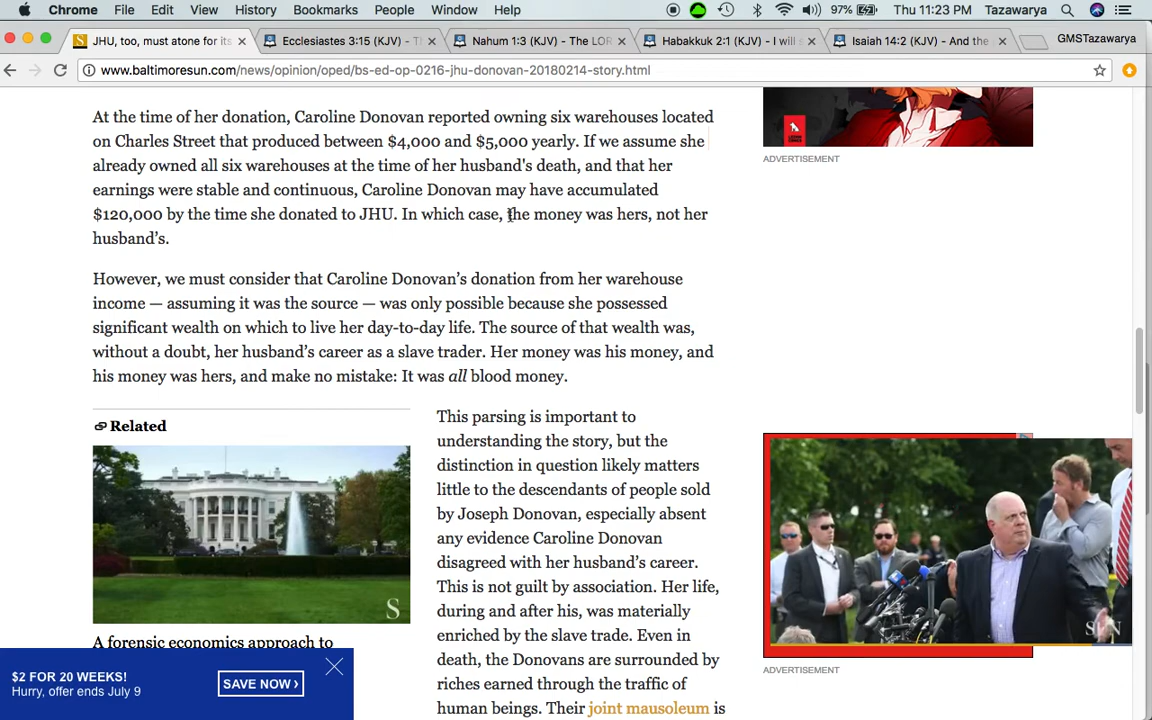 Chrome File Edit View History Bookmarks People Window Help 97% Thu 11:23 PM Tazawarya
JHU, too, must atone for its
Ecclesiastes 3:15 (KJV) - T
Nahum 1:3 (KJV) - The LOR
Habakkuk 2:1 (KJV) - I will
Isaiah 14:2 (KJV) - And the
GMSTazawarya
www.baltimoresun.com/news/opinion/oped/bs-ed-op-0216-jhu-donovan-20180214-story.html
At the time of her donation, Caroline Donovan reported owning six warehouses located
on Charles Street that produced between $4,000 and $5,000 yearly. If we assume she
already owned all six warehouses at the time of her husband's death, and that her
earnings were stable and continuous, Caroline Donovan may have accumulated
$120,000 by the time she donated to JHU. In which case, the money was hers, not her
husband's.
However, we must consider that Caroline Donovan's donation from her warehouse
income — assuming it was the source — was only possible because she possessed
significant wealth on which to live her day-to-day life. The source of that wealth was,
without a doubt, her husband's career as a slave trader. Her money was his money, and
his money was hers, and make no mistake: It was all blood money.
Related
A forensic economics approach to
This parsing is important to
understanding the story, but the
distinction in question likely matters
little to the descendants of people sold
by Joseph Donovan, especially absent
any evidence Caroline Donovan
disagreed with her husband's career.
This is not guilt by association. Her life,
during and after his, was materially
enriched by the slave trade. Even in
death, the Donovans are surrounded by
riches earned through the traffic of
human beings. Their joint mausoleum is
ADVERTISEMENT
S
SUN
ADVERTISEMENT
$2 FOR 20 WEEKS!
Hurry, offer ends July 9
SAVE NOW ›